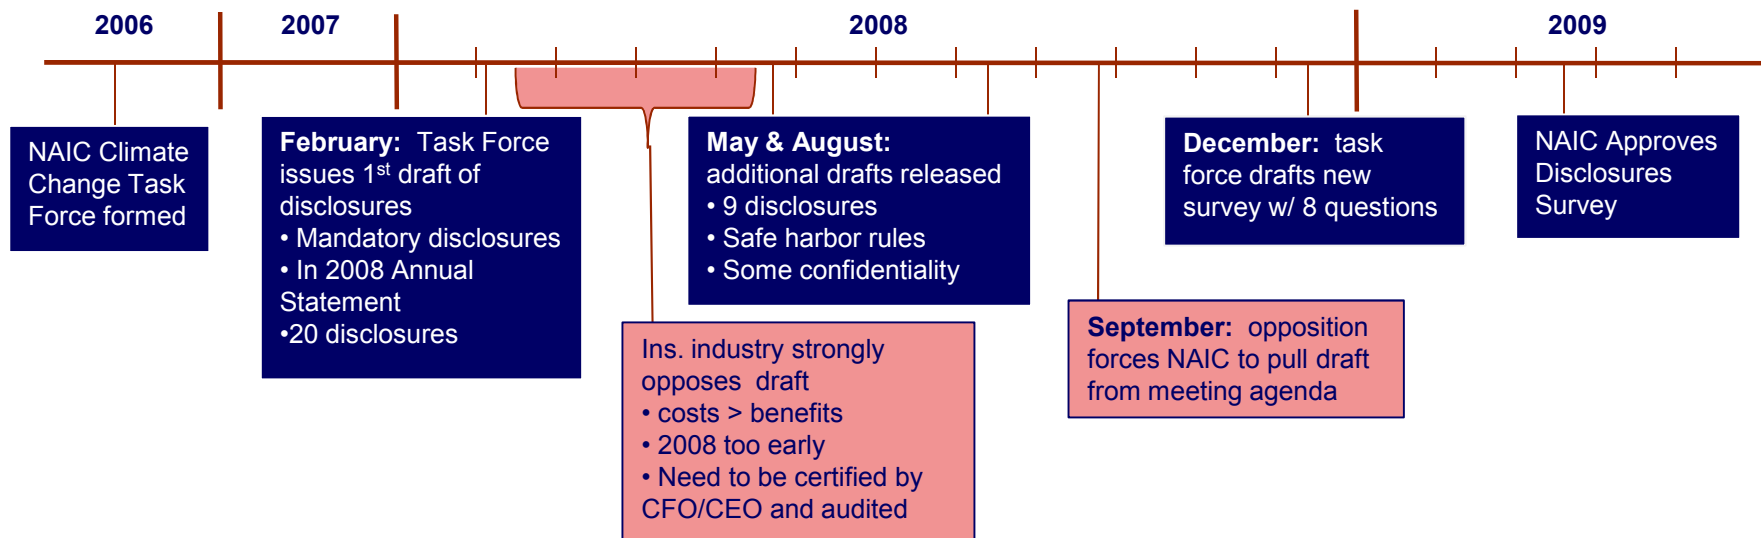 2006
2007
2008
2009
NAIC Climate
Change Task
Force formed
February: Task Force
issues 1st draft of
disclosures
• Mandatory disclosures
• In 2008 Annual
Statement
•20 disclosures
Ins. industry strongly
opposes draft
• costs > benefits
• 2008 too early
• Need to be certified by
CFO/CEO and audited
May & August:
additional drafts released
• 9 disclosures
• Safe harbor rules
• Some confidentiality
September: opposition
forces NAIC to pull draft
from meeting agenda
December: task
force drafts new
survey w/ 8 questions
NAIC Approves
Disclosures
Survey